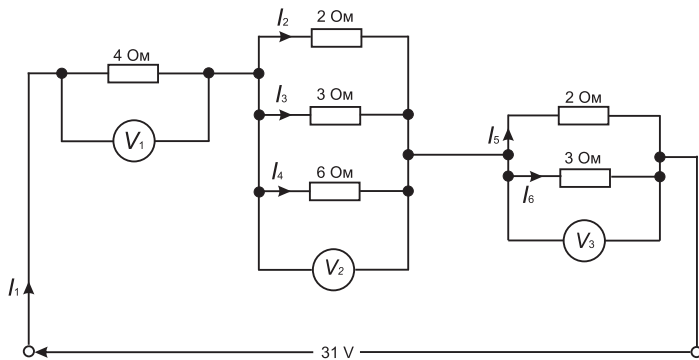 I₂
2 Ом
4 Ом
I₃
3 Ом
2 Ом
V₁
I₅
I₄
6 Ом
3 Ом
I₆
V₂
V₃
I₁
31 V